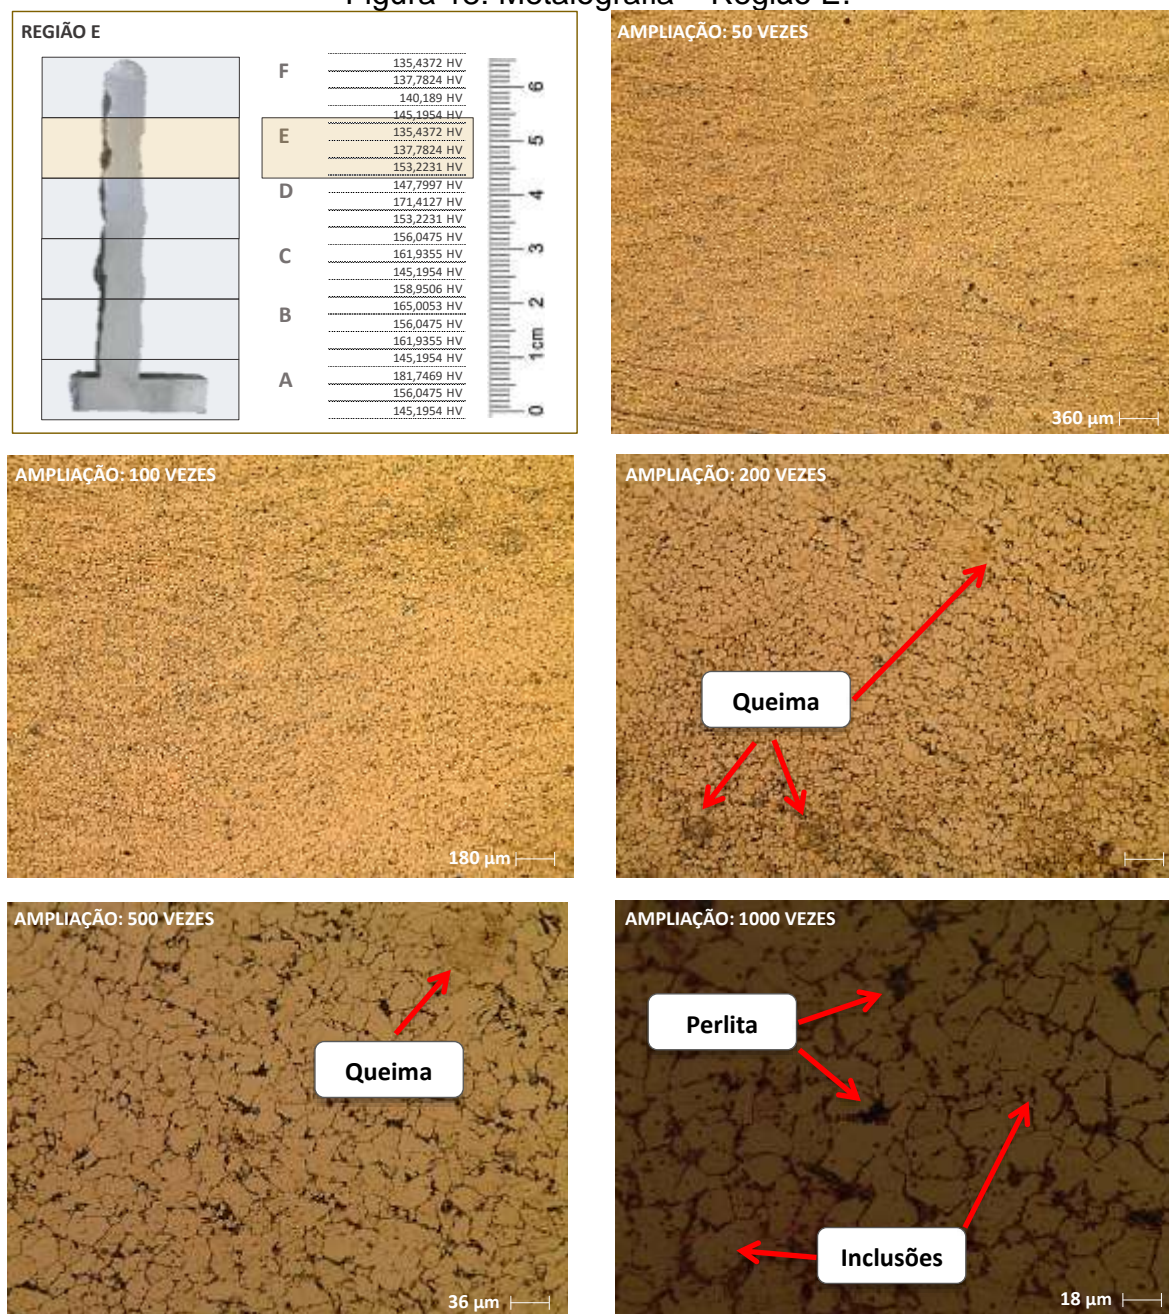 Figura 18: Metalografia – Região E.
REGIÃO E
F
135,4372 HV
137,7824 HV
140,189 HV
145,1954 HV
E
135,4372 HV
137,7824 HV
153,2231 HV
D
147,7997 HV
171,4127 HV
153,2231 HV
156,0475 HV
C
161,9355 HV
145,1954 HV
158,9506 HV
B
165,0053 HV
156,0475 HV
161,9355 HV
145,1954 HV
A
181,7469 HV
156,0475 HV
145,1954 HV
6
5
4
3
2
1cm
0
AMPLIAÇÃO: 50 VEZES
360 µm
AMPLIAÇÃO: 100 VEZES
180 µm
AMPLIAÇÃO: 200 VEZES
Queima
AMPLIAÇÃO: 500 VEZES
Queima
36 µm
AMPLIAÇÃO: 1000 VEZES
Perlita
Inclusões
18 µm